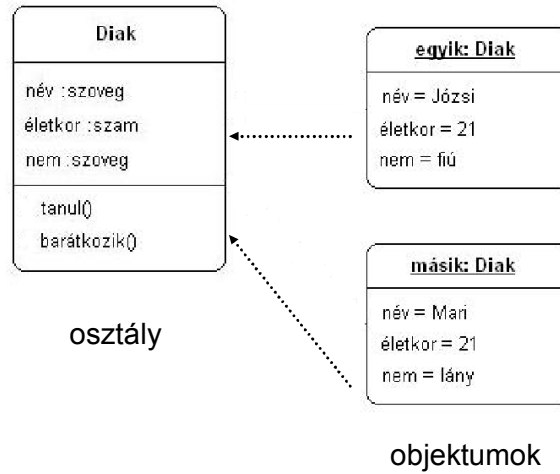 Diak
név :szoveg
életkor :szam
nem :szoveg
tanul()
barátkozik()
osztály
egyik: Diak
név = Józsi
életkor = 21
nem = fiú
másik: Diak
név = Mari
életkor = 21
nem = lány
objektumok